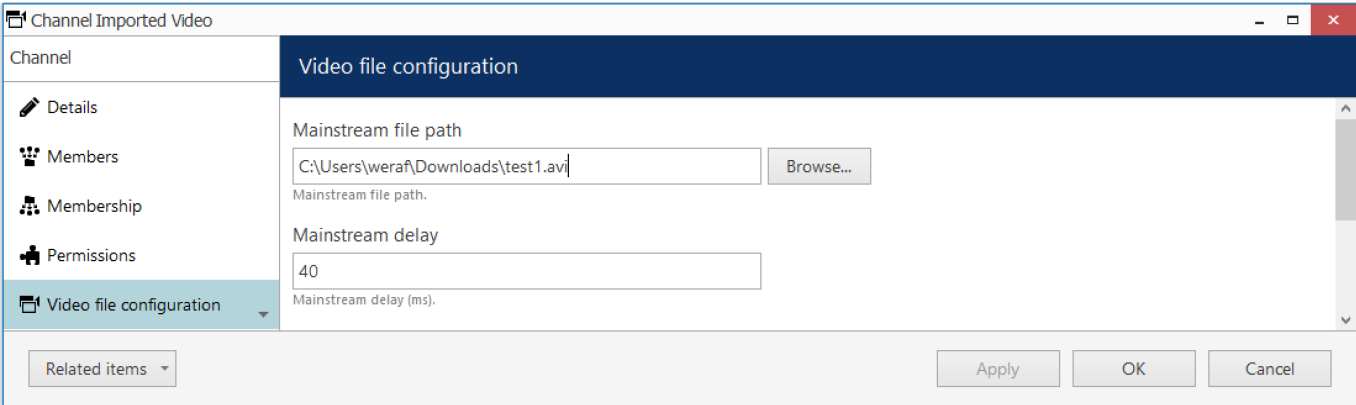 Channel Imported Video
Channel
Details
Members
Membership
Permissions
Video file configuration
Video file configuration
Mainstream file path
C:\Users\weraf\Downloads\test1.avi
Browse...
Mainstream file path.
Mainstream delay
40
Mainstream delay (ms).
Related items
Apply
OK
Cancel